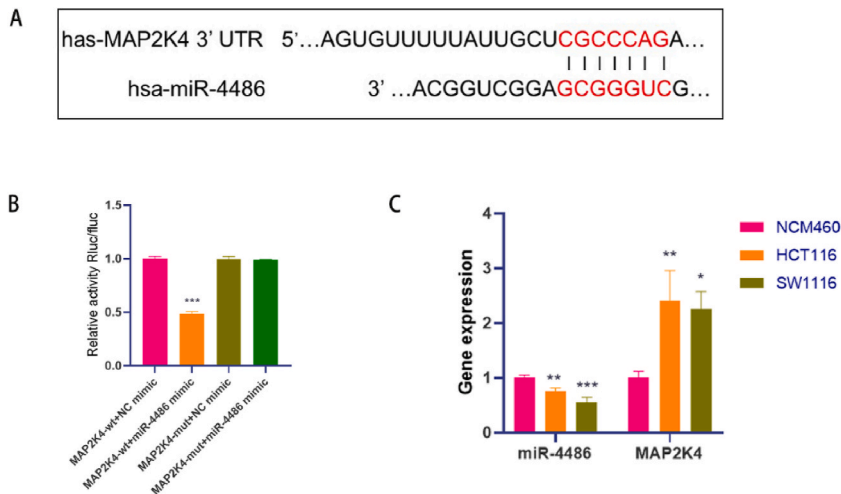 A
has-MAP2K4 3’ UTR 5’…AGUGUUUUUAUUGCUCGCCCAGA…
hsa-miR-4486 3’ …ACGGUCGGAGCGGGUCG…
B
Relative activity Rluc/fluc
1.5
1.0
0.5
0.0
***
MAP2K4-wt+NC mimic
MAP2K4-wt+miR-4486 mimic
MAP2K4-mut+NC mimic
MAP2K4-mut+miR-4486 mimic
C
Gene expression
4
3
2
1
0
** ***
** *
miR-4486 MAP2K4
NCM460
HCT116
SW1116